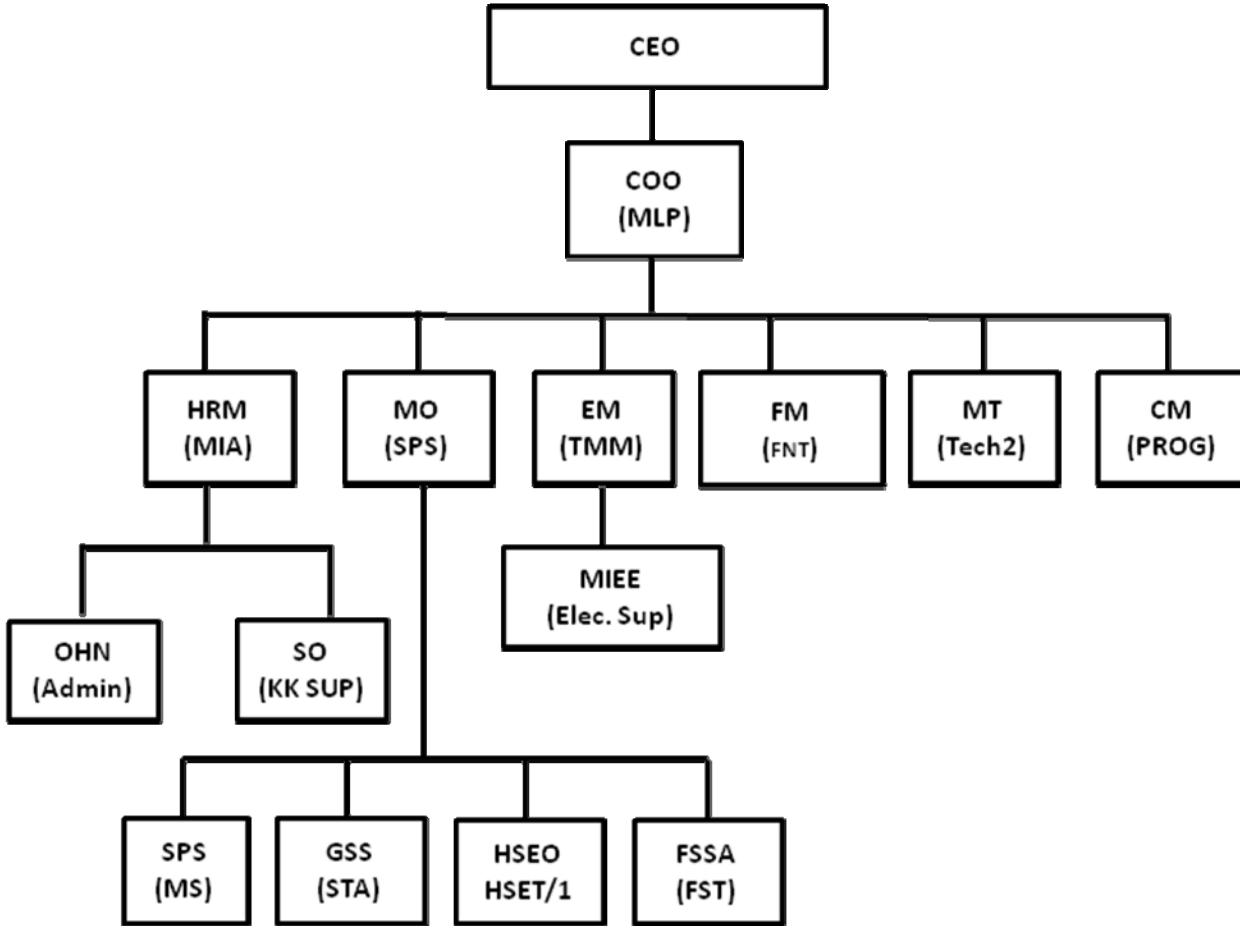 CEO
COO
(MLP)
HRM
(MIA)
MO
(SPS)
EM
(TMM)
FM
(FNT)
MT
(Tech2)
CM
(PROG)
MIEE
(Elec. Sup)
OHN
(Admin)
SO
(KK SUP)
SPS
(MS)
GSS
(STA)
HSEO
HSET/1
FSSA
(FST)